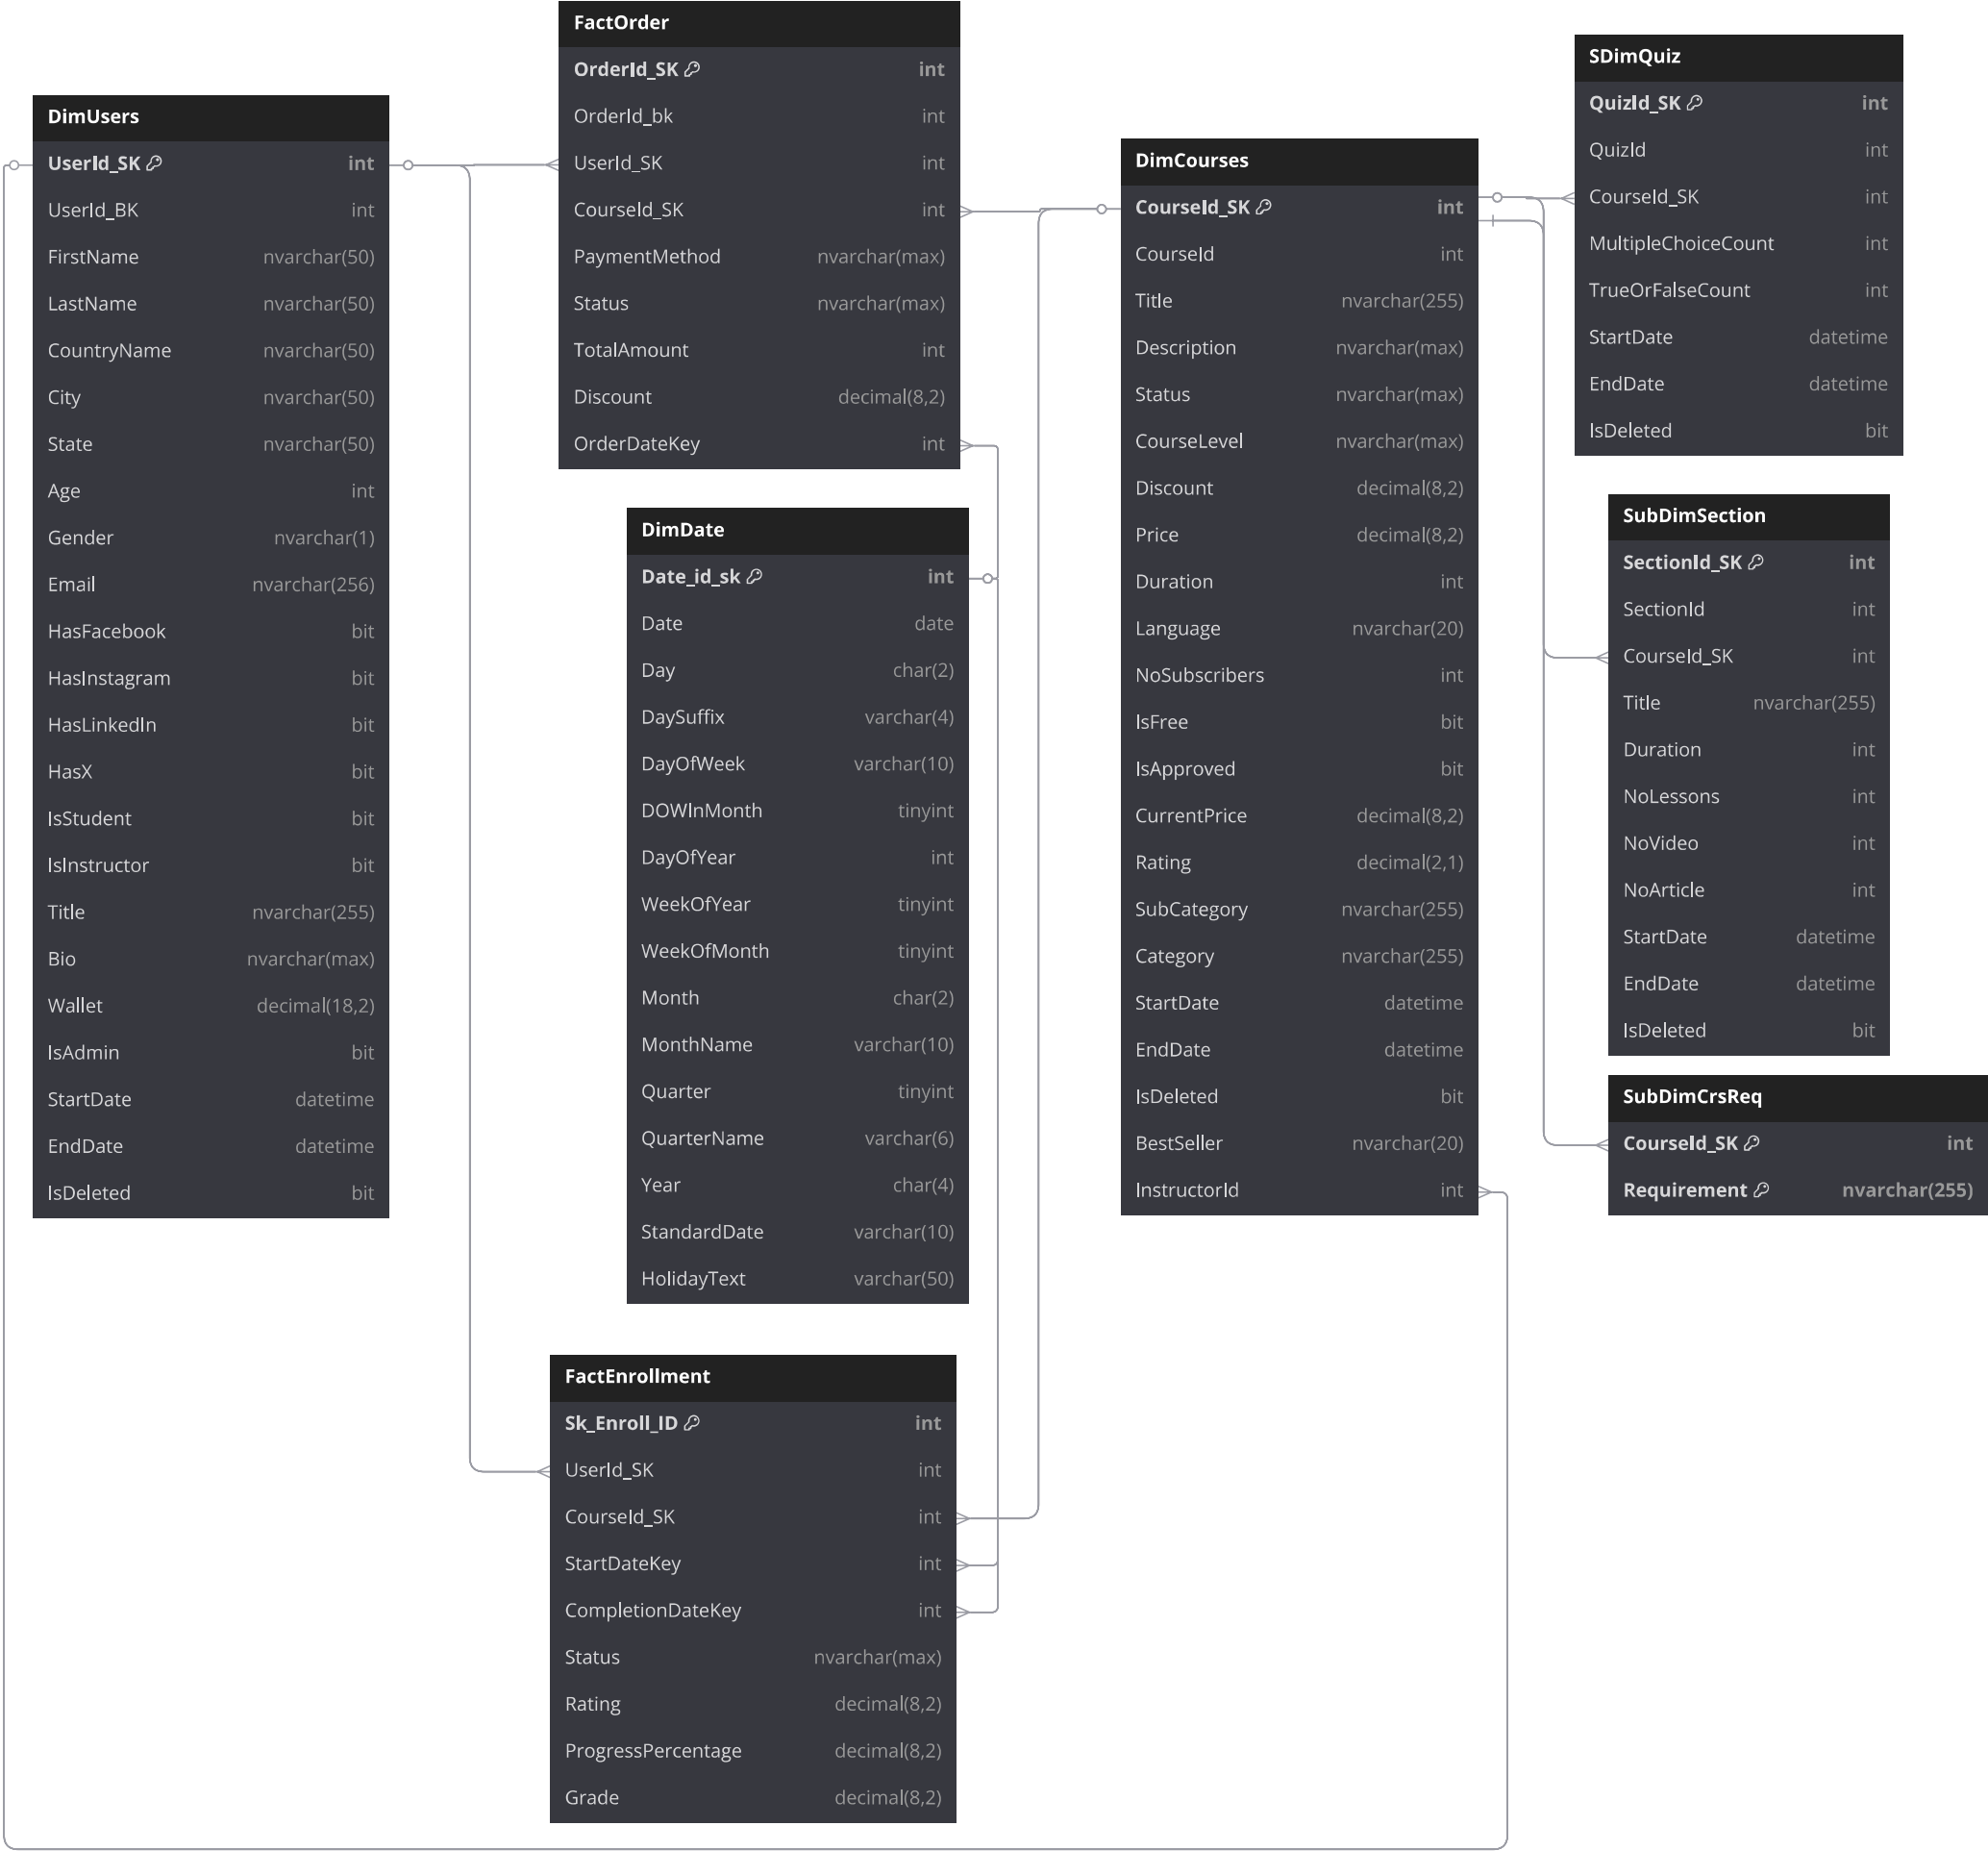 DimUsers
UserId_SK int
UserId_BK int
FirstName nvarchar(50)
LastName nvarchar(50)
CountryName nvarchar(50)
City nvarchar(50)
State nvarchar(50)
Age int
Gender nvarchar(1)
Email nvarchar(256)
HasFacebook bit
HasInstagram bit
HasLinkedIn bit
HasX bit
IsStudent bit
IsInstructor bit
Title nvarchar(255)
Bio nvarchar(max)
Wallet decimal(18,2)
IsAdmin bit
StartDate datetime
EndDate datetime
IsDeleted bit
FactOrder
OrderId_SK int
OrderId_bk int
UserId_SK int
CourseId_SK int
PaymentMethod nvarchar(max)
Status nvarchar(max)
TotalAmount int
Discount decimal(8,2)
OrderDateKey int
DimDate
Date_id_sk int
Date date
Day char(2)
DaySuffix varchar(4)
DayOfWeek varchar(10)
DOWInMonth tinyint
DayOfYear int
WeekOfYear tinyint
WeekOfMonth tinyint
Month char(2)
MonthName varchar(10)
Quarter tinyint
QuarterName varchar(6)
Year char(4)
StandardDate varchar(10)
HolidayText varchar(50)
FactEnrollment
Sk_Enroll_ID int
UserId_SK int
CourseId_SK int
StartDateKey int
CompletionDateKey int
Status nvarchar(max)
Rating decimal(8,2)
ProgressPercentage decimal(8,2)
Grade decimal(8,2)
DimCourses
CourseId_SK int
CourseId int
Title nvarchar(255)
Description nvarchar(max)
Status nvarchar(max)
CourseLevel nvarchar(max)
Discount decimal(8,2)
Price decimal(8,2)
Duration int
Language nvarchar(20)
NoSubscribers int
IsFree bit
IsApproved bit
CurrentPrice decimal(8,2)
Rating decimal(2,1)
SubCategory nvarchar(255)
Category nvarchar(255)
StartDate datetime
EndDate datetime
IsDeleted bit
BestSeller nvarchar(20)
InstructorId int
SDimQuiz
QuizId_SK int
QuizId int
CourseId_SK int
MultipleChoiceCount int
TrueOrFalseCount int
StartDate datetime
EndDate datetime
IsDeleted bit
SubDimSection
SectionId_SK int
SectionId int
CourseId_SK int
Title nvarchar(255)
Duration int
NoLessons int
NoVideo int
NoArticle int
StartDate datetime
EndDate datetime
IsDeleted bit
SubDimCrsReq
CourseId_SK int
Requirement nvarchar(255)